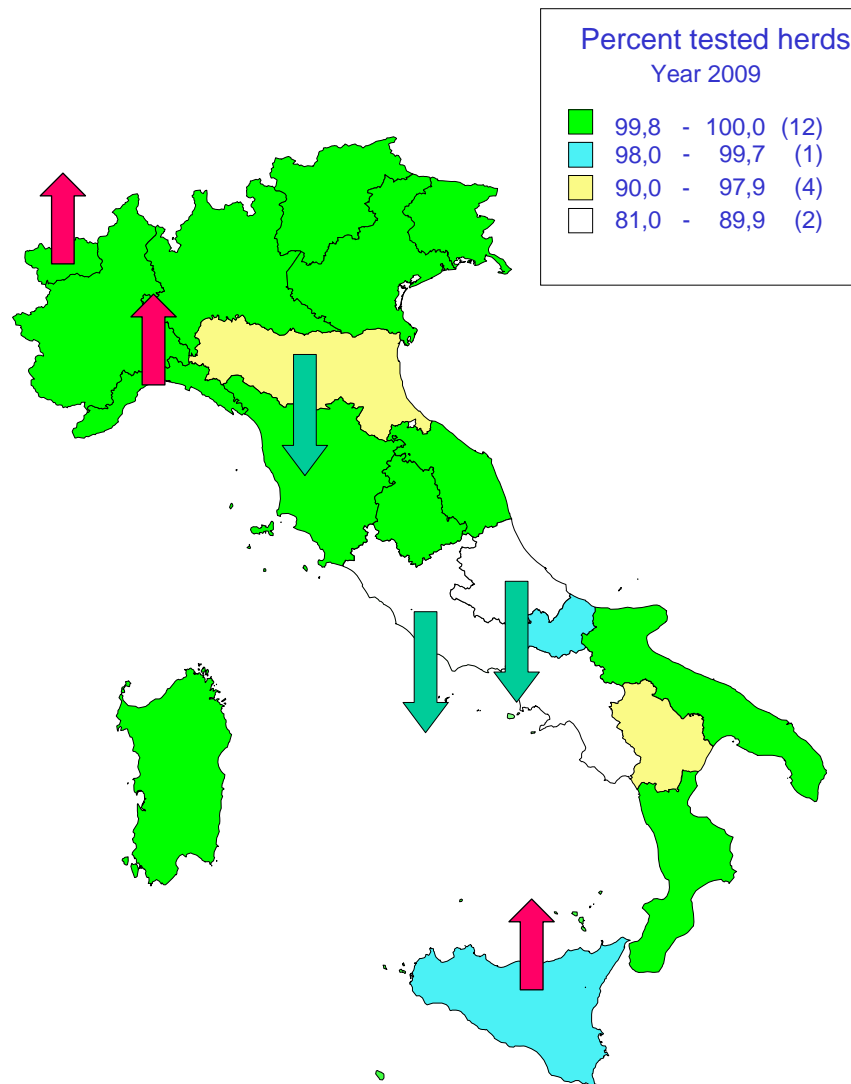 Percent tested herds
Year 2009
99,8 - 100,0 (12)
98,0 - 99,7 (1)
90,0 - 97,9 (4)
81,0 - 89,9 (2)